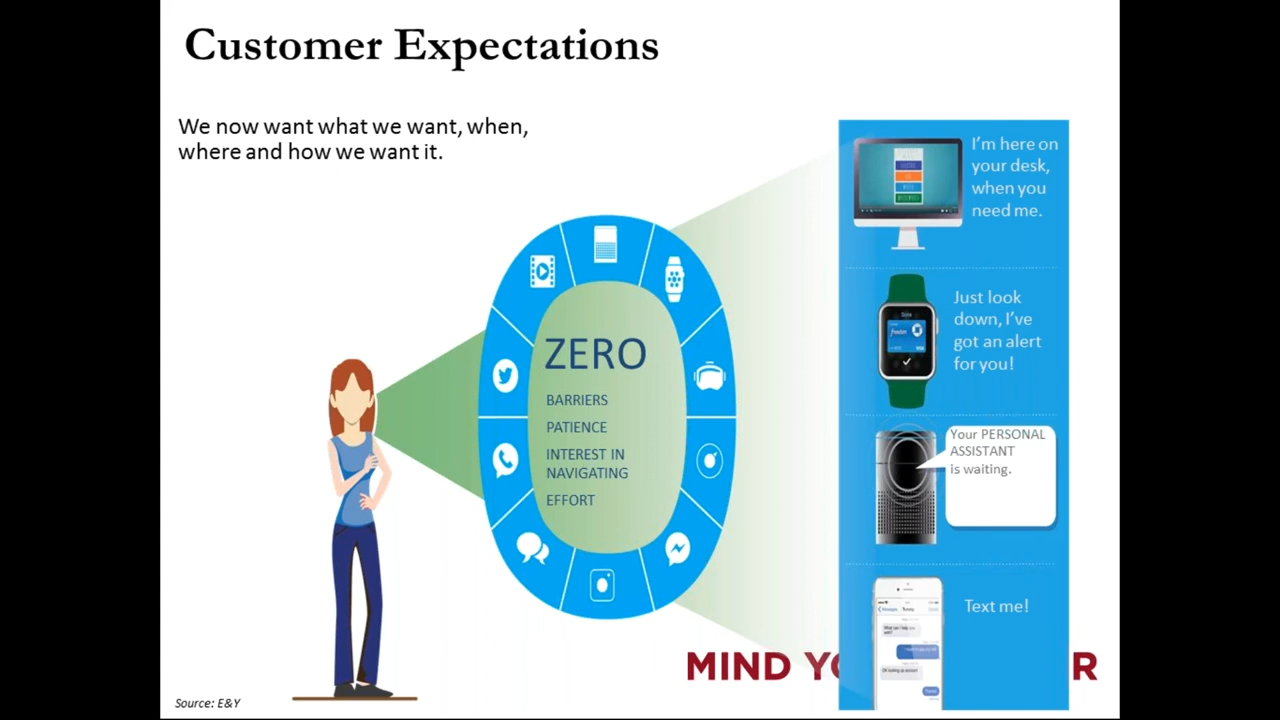 Customer Expectations
We now want what we want, when,
where and how we want it.
I'm here on
your desk,
when you
need me.
Just look
down, I've
got an alert
for you!
ZERO
BARRIERS
PATIENCE
INTEREST IN
NAVIGATING
EFFORT
Your PERSONAL
ASSISTANT
is waiting.
Text me!
MIND YO
R
Source: E&Y